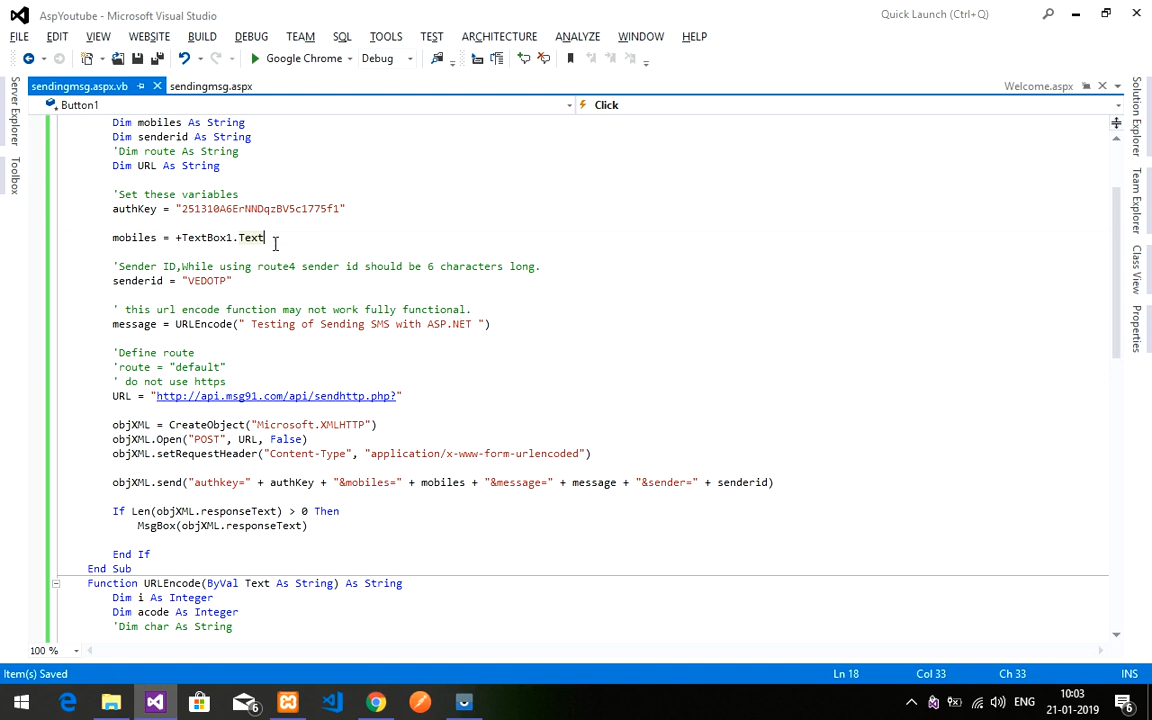 AspYoutube - Microsoft Visual Studio
Quick Launch (Ctrl+Q)
FILE EDIT VIEW WEBSITE BUILD DEBUG TEAM SQL TOOLS TEST ARCHITECTURE ANALYZE WINDOW HELP
Google Chrome Debug
sendingmsg.aspx.vb sendingmsg.aspx Welcome.aspx
Button1 Click
Server Explorer
Toolbox
Solution Explorer
Team Explorer
Class View
Properties
Dim mobiles As String
Dim senderid As String
'Dim route As String
Dim URL As String
'Set these variables
authKey = "251310A6ErNNDqzBV5c1775f1"
mobiles = +TextBox1.Text
'Sender ID,While using route4 sender id should be 6 characters long.
senderid = "VEDOTP"
' this url encode function may not work fully functional.
message = URLEncode(" Testing of Sending SMS with ASP.NET ")
'Define route
'route = "default"
' do not use https
URL = "http://api.msg91.com/api/sendhttp.php?"
objXML = CreateObject("Microsoft.XMLHTTP")
objXML.Open("POST", URL, False)
objXML.setRequestHeader("Content-Type", "application/x-www-form-urlencoded")
objXML.send("authkey=" + authKey + "&mobiles=" + mobiles + "&message=" + message + "&sender=" + senderid)
If Len(objXML.responseText) > 0 Then
MsgBox(objXML.responseText)
End If
End Sub
Function URLEncode(ByVal Text As String) As String
Dim i As Integer
Dim acode As Integer
'Dim char As String
100 %
Item(s) Saved Ln 18 Col 33 Ch 33 INS
6
ENG
10:03
21-01-2019
6